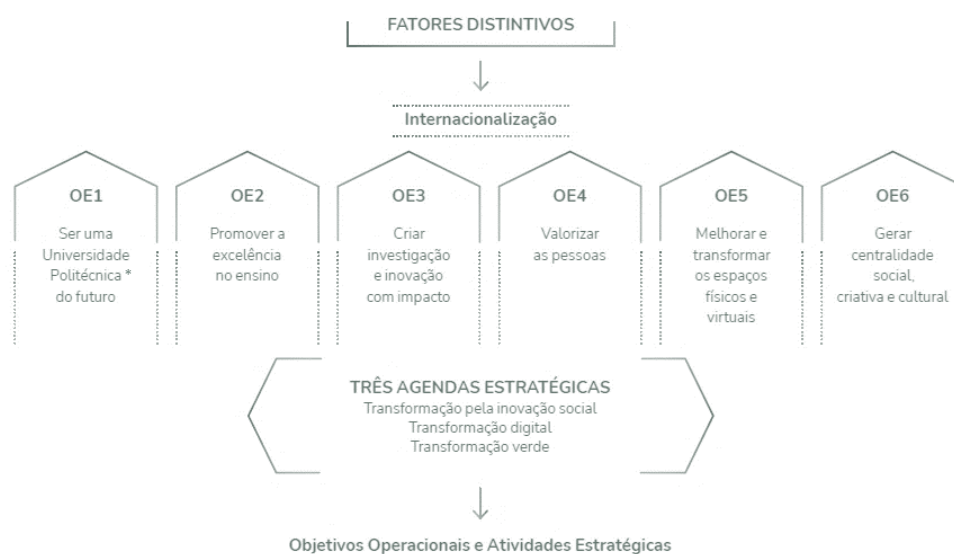 FATORES DISTINTIVOS
Internacionalização
OE1
Ser uma
Universidade
Politécnica *
do futuro
OE2
Promover a
excelência
no ensino
OE3
Criar
investigação
e inovação
com impacto
OE4
Valorizar
as pessoas
OE5
Melhorar e
transformar
os espaços
físicos e
virtuais
OE6
Gerar
centralidade
social,
criativa e cultural
TRÊS AGENDAS ESTRATÉGICAS
Transformação pela inovação social
Transformação digital
Transformação verde
Objetivos Operacionais e Atividades Estratégicas